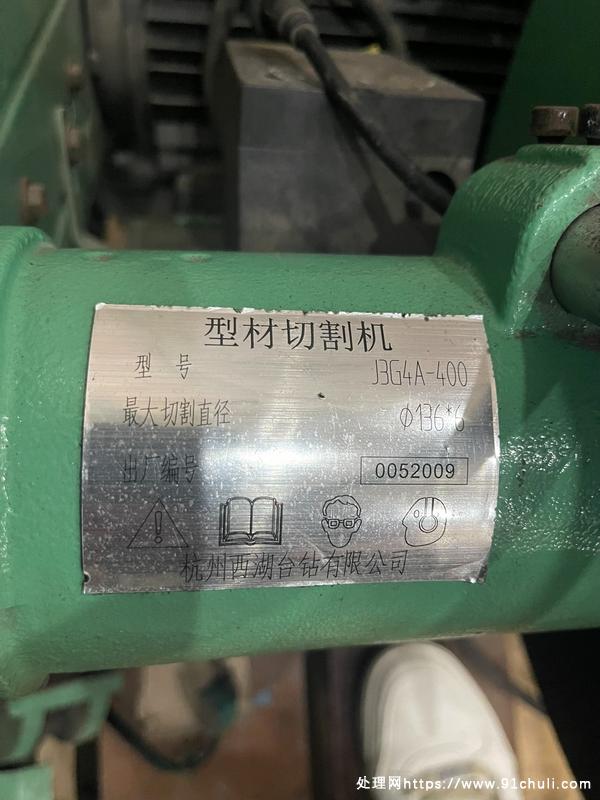 型材切割机
型号 J3G4A-400
最大切割直径 Φ136*6
出厂编号 0052009
杭州西湖台钻有限公司
处理网https://www.91chuli.com